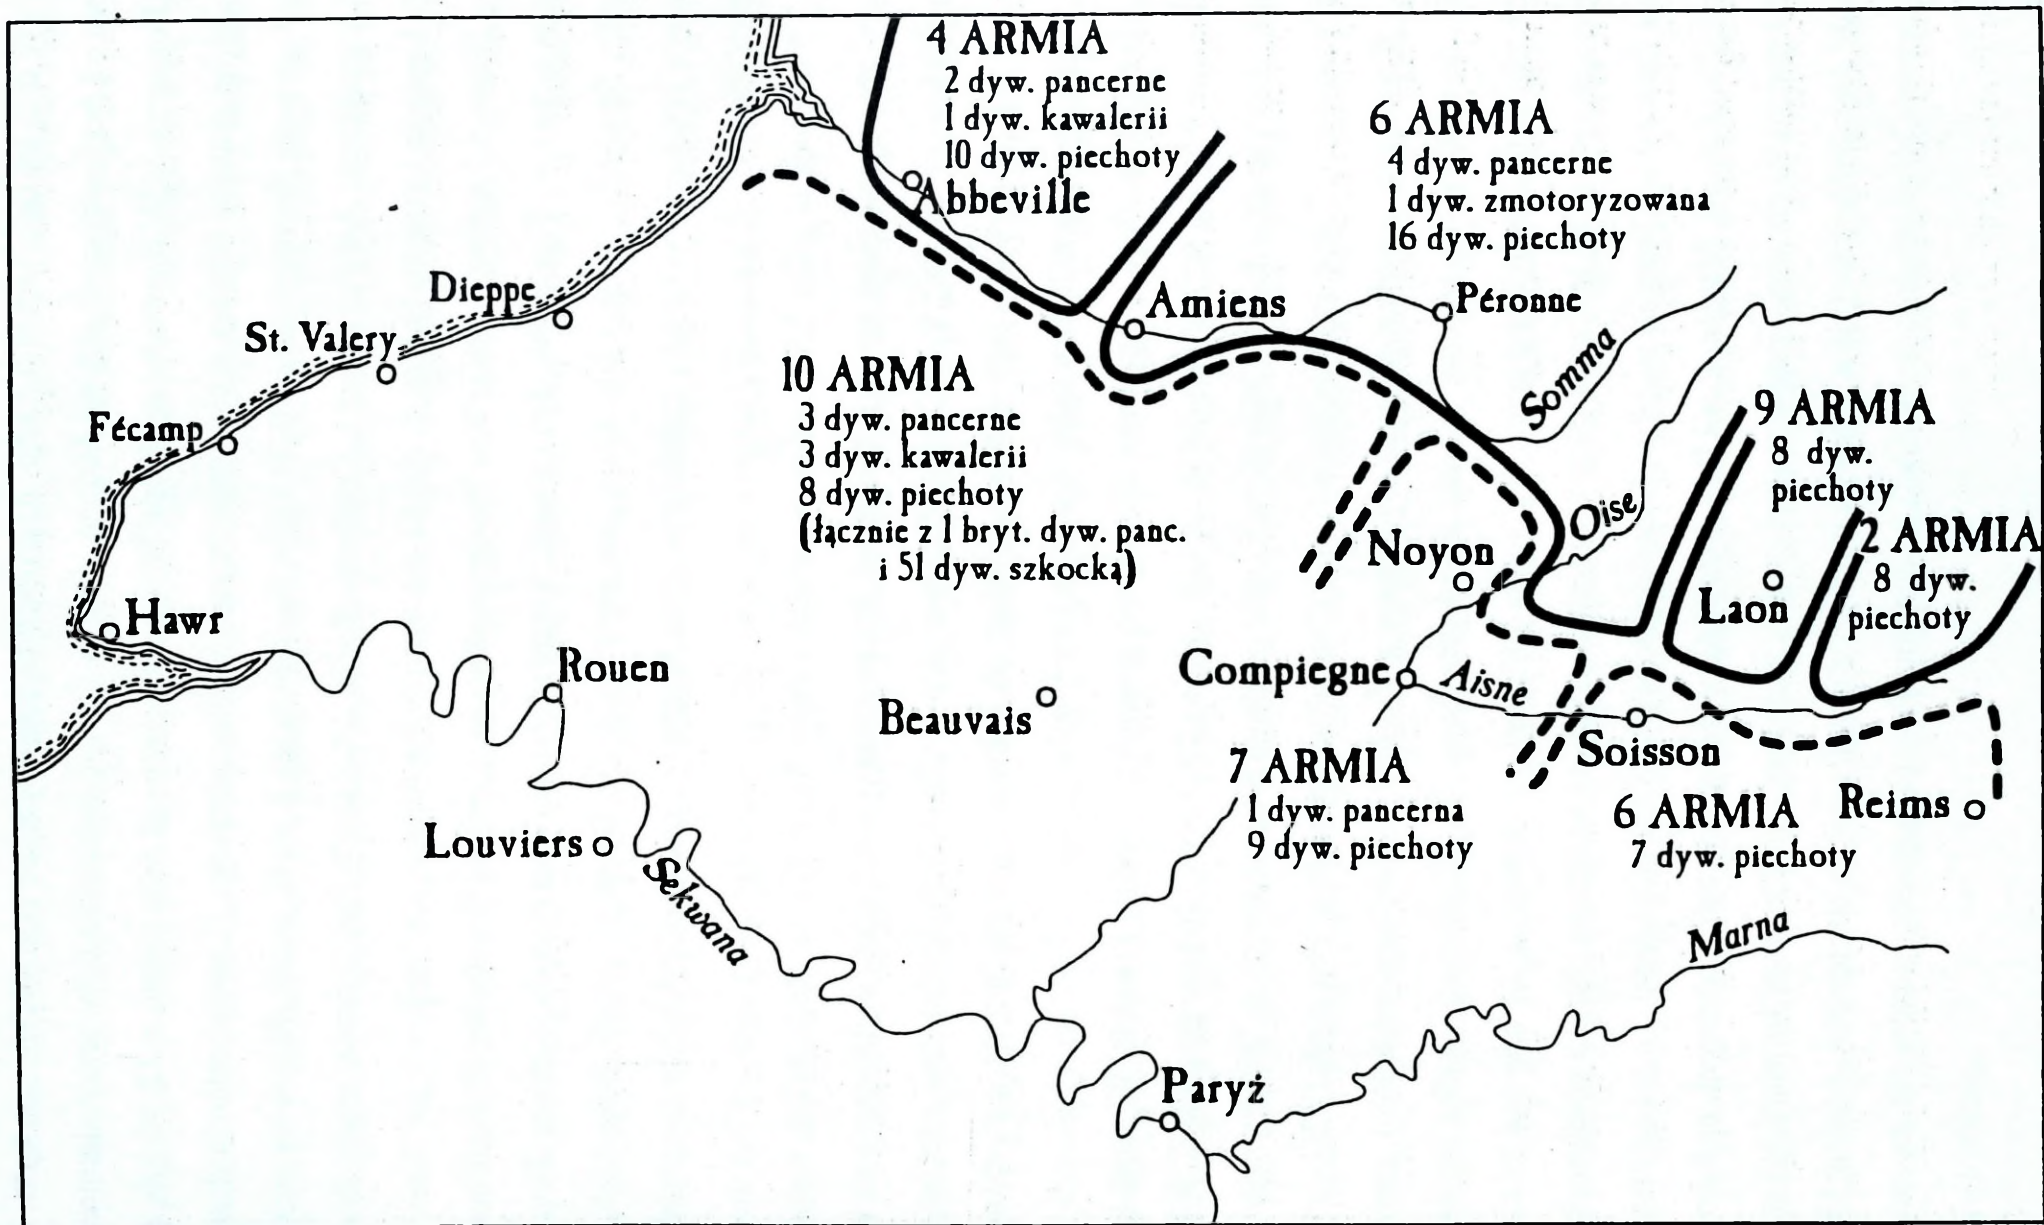 4 ARMIA
2 dyw. pancerne
1 dyw. kawalerii
10 dyw. piechoty
Abbeville
6 ARMIA
4 dyw. pancerne
1 dyw. zmotoryzowana
16 dyw. piechoty
Dieppe
St. Valery
Fécamp
Hawr
Amiens
Péronne
Somma
10 ARMIA
3 dyw. pancerne
3 dyw. kawalerii
8 dyw. piechoty
(łącznie z 1 bryt. dyw. panc.
i 51 dyw. szkocką)
9 ARMIA
8 dyw.
piechoty
Oise
Noyon
2 ARMIA
8 dyw.
piechoty
Laon
Rouen
Compiegne
Aisne
Beauvais
Soisson
7 ARMIA
1 dyw. pancerna
9 dyw. piechoty
6 ARMIA
7 dyw. piechoty
Reims
Louviers
Sekwana
Marna
Paryż